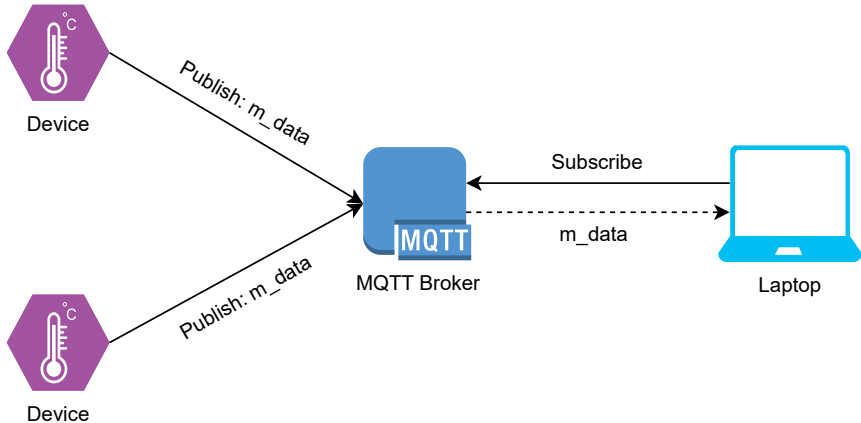 °C
Device
Publish: m_data
MQTT
MQTT Broker
Subscribe
m_data
Laptop
Publish: m_data
°C
Device